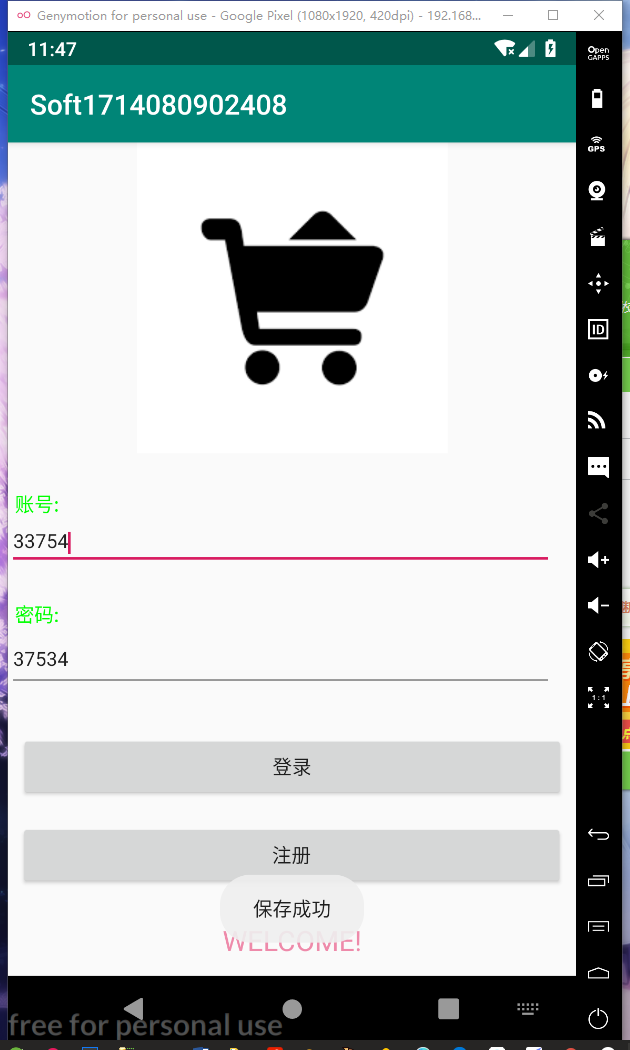 Genymotion for personal use - Google Pixel (1080x1920, 420dpi) - 192.168...
11:47
Open
GAPPS
Soft1714080902408
GPS
ID
账号:
33754
密码:
37534
1:1
登录
注册
保存成功
WELCOME!
free for personal use